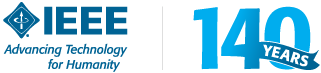 IEEE
Advancing Technology
for Humanity
140
YEARS